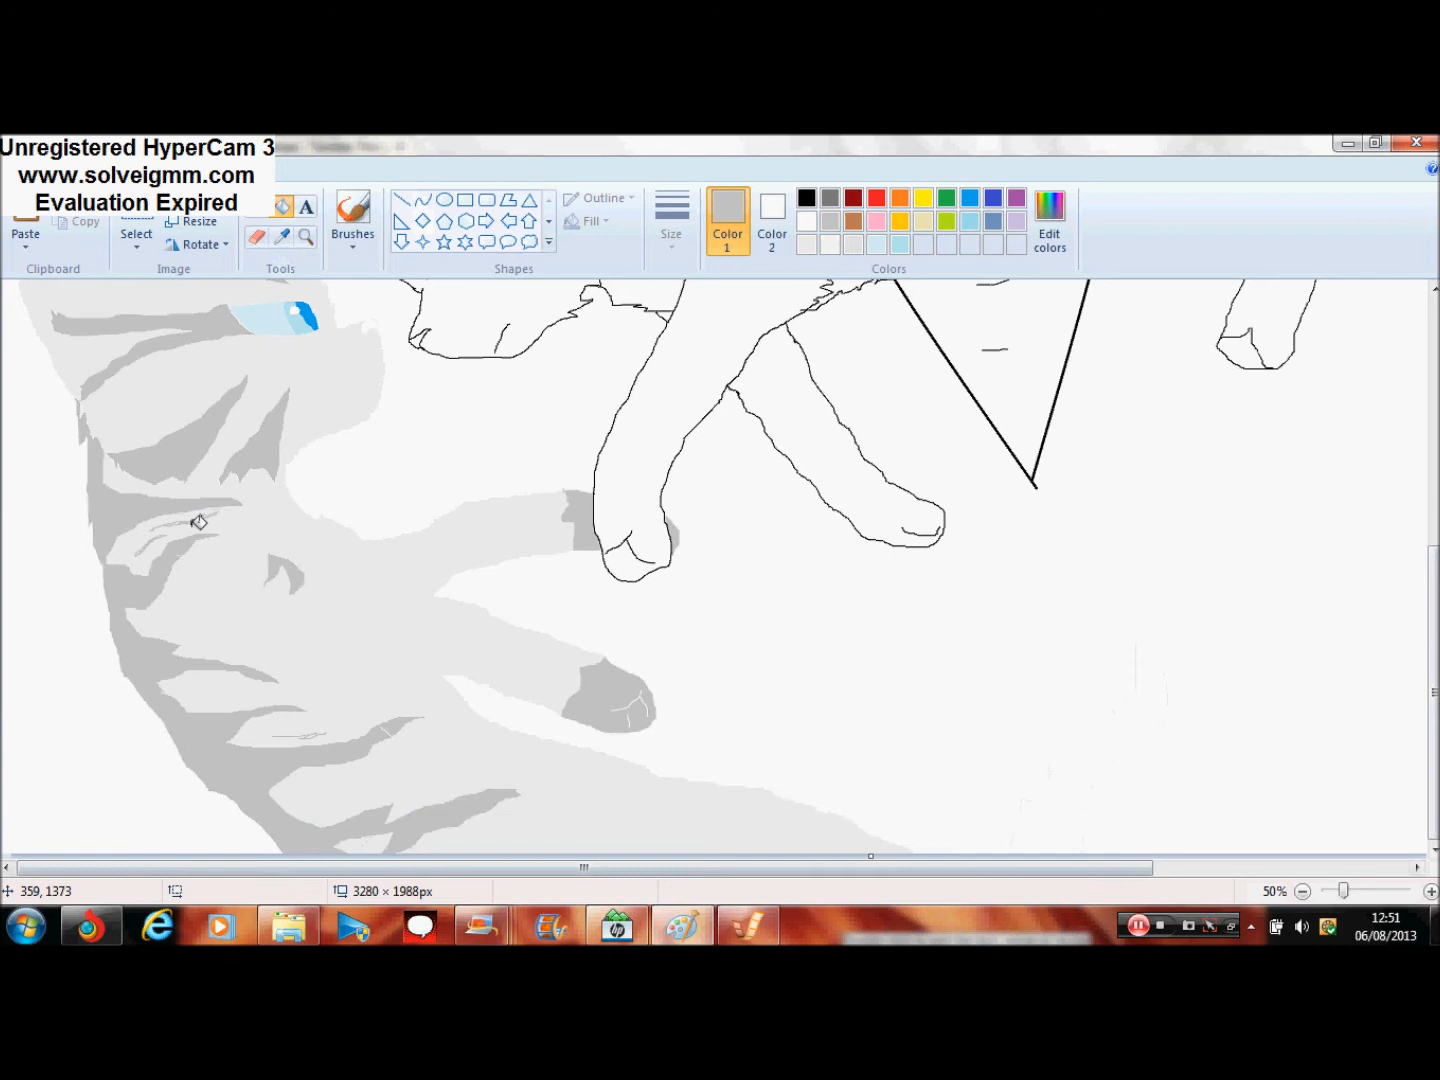 Unregistered HyperCam 3
www.solveigmm.com
Evaluation Expired
Paste
Copy
Clipboard
Select
Resize
Rotate
Image
A
Tools
Brushes
Outline
Fill
Shapes
Size
Color 1
Color 2
Edit colors
Colors
359, 1373
3280 × 1988px
50%
hp
12:51
06/08/2013